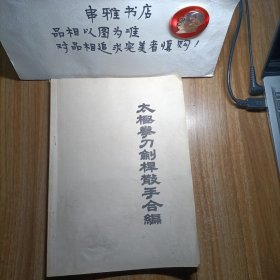 串雅书店
品相以图为准
对品相追求完美者慎购！
太極拳刀劍桿散手合編